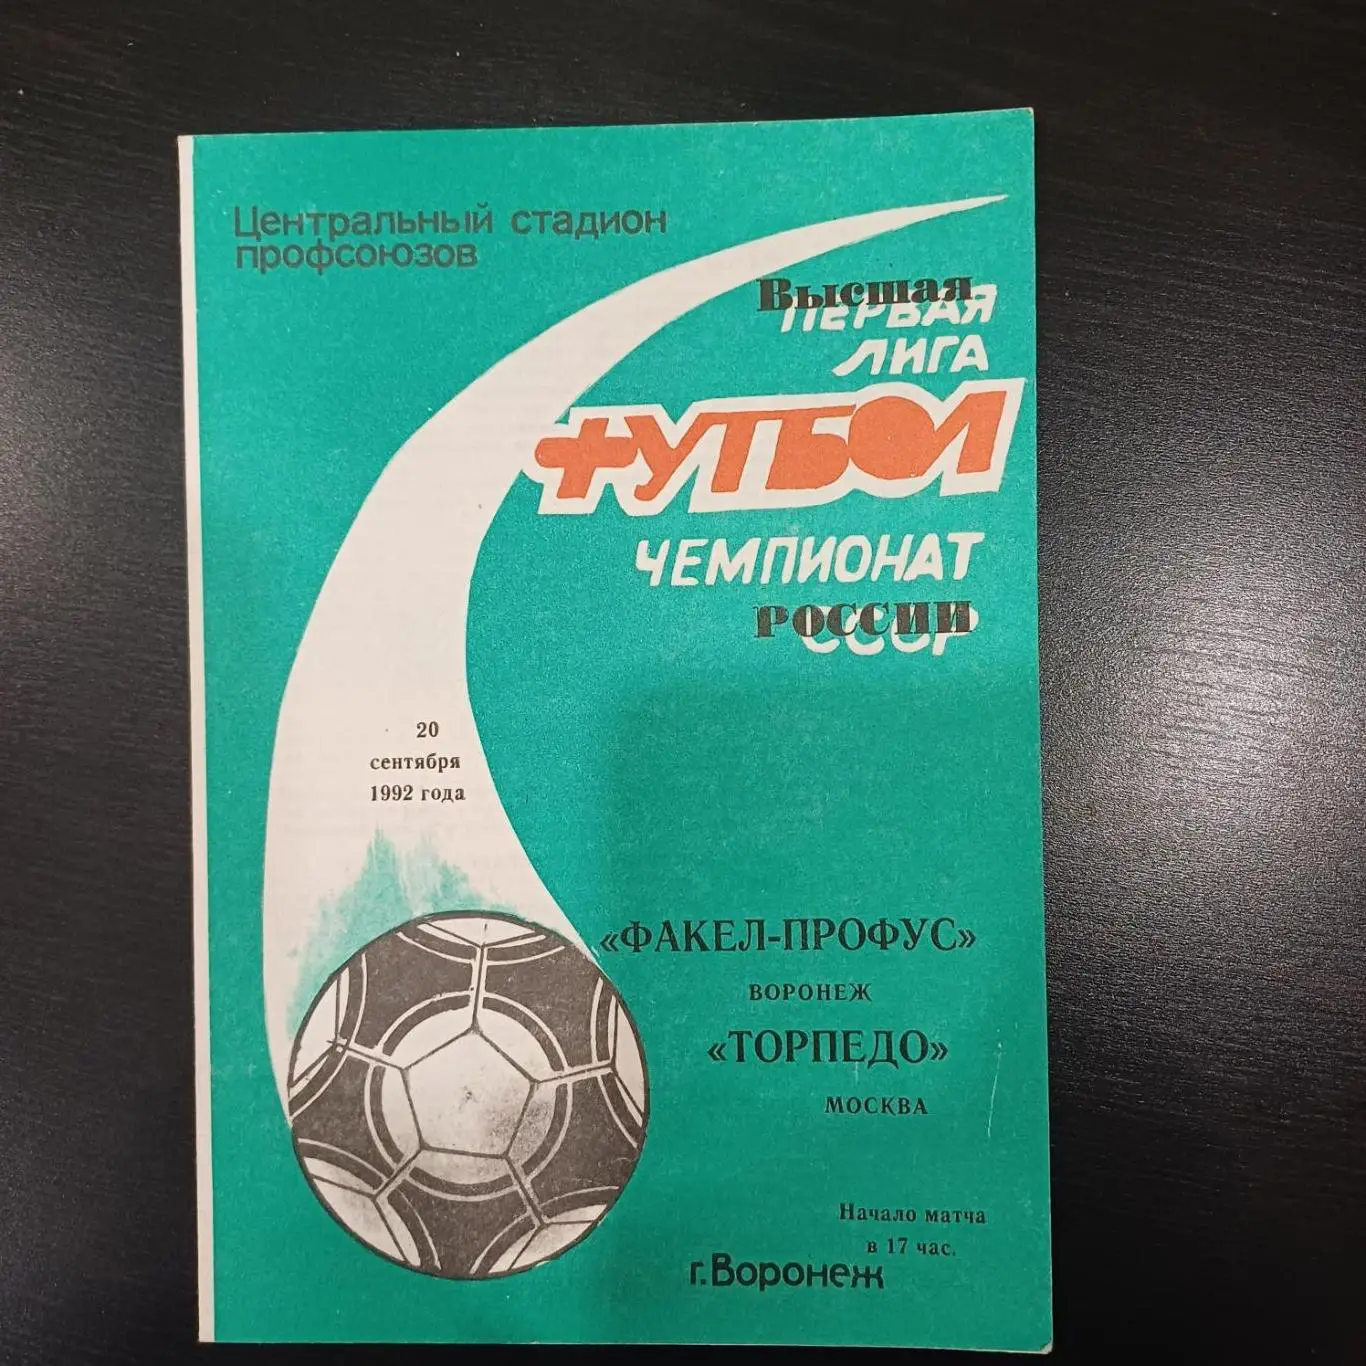 Центральный стадион
профсоюзов
Высшая
ПЕРВАЯ
ЛИГА
ФУТБОЛ
ЧЕМПИОНАТ
РОССИИ
СССР
20
сентября
1992 года
«ФАКЕЛ-ПРОФУС»
ВОРОНЕЖ
«ТОРПЕДО»
МОСКВА
Начало матча
в 17 час.
г. Воронеж